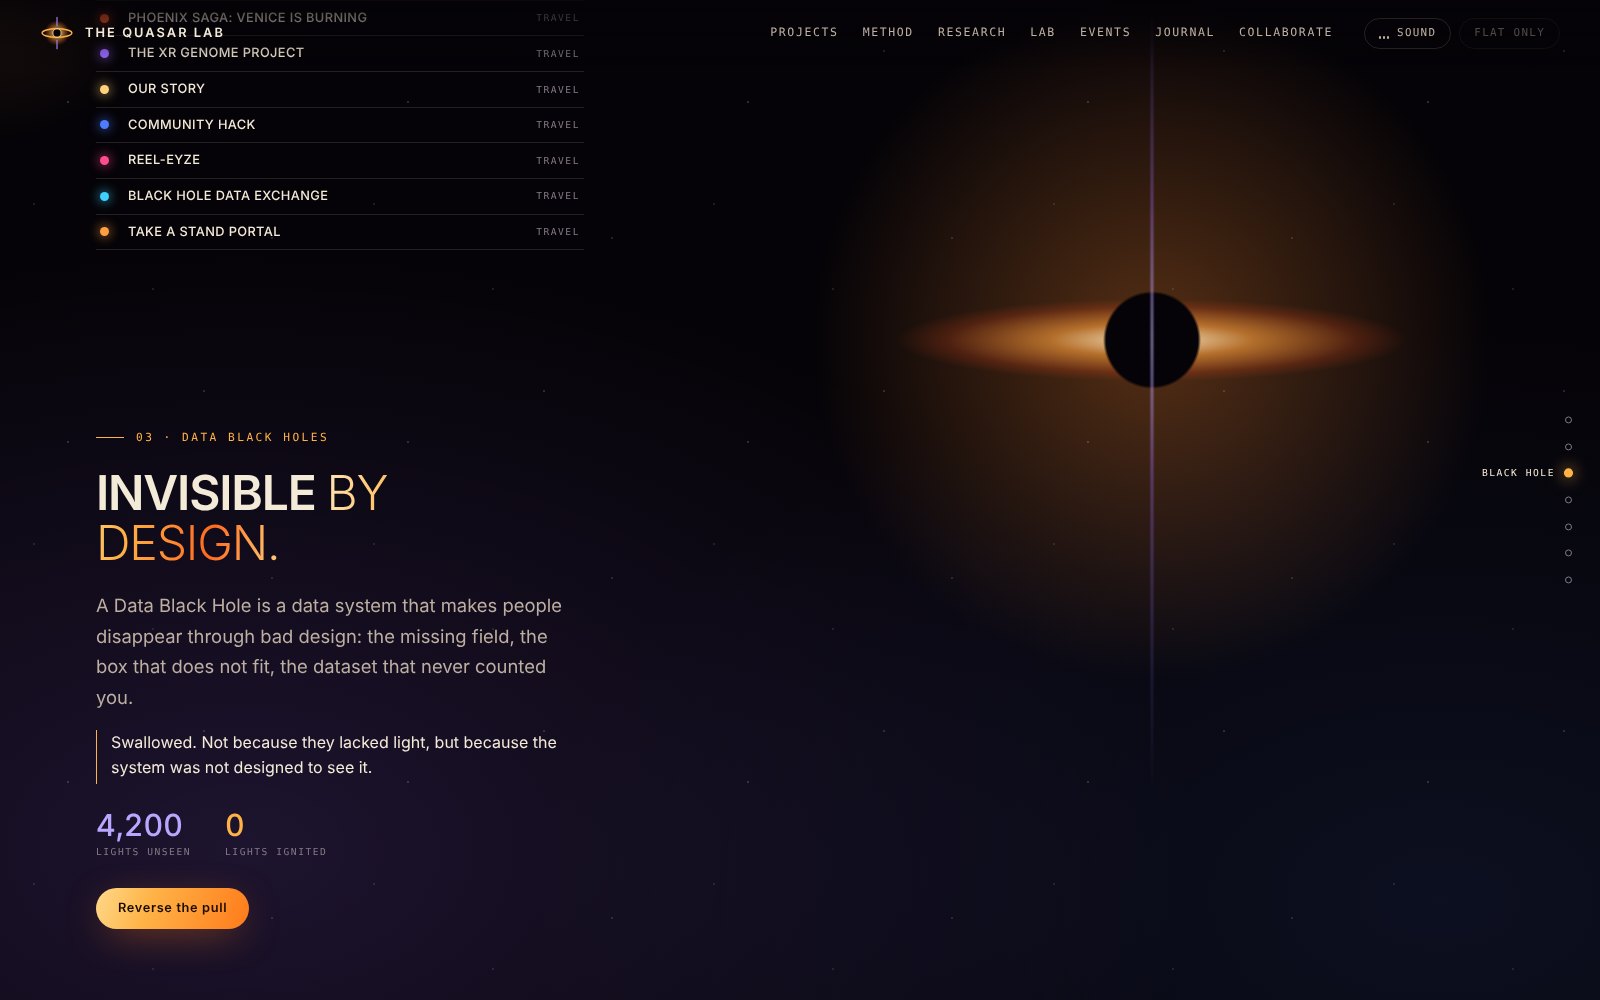 PHOENIX SAGA: VENICE IS BURNING TRAVEL
THE QUASAR LAB
PROJECTS METHOD RESEARCH LAB EVENTS JOURNAL COLLABORATE SOUND FLAT ONLY
THE XR GENOME PROJECT TRAVEL
OUR STORY TRAVEL
COMMUNITY HACK TRAVEL
REEL-EYZE TRAVEL
BLACK HOLE DATA EXCHANGE TRAVEL
TAKE A STAND PORTAL TRAVEL
03 · DATA BLACK HOLES
INVISIBLE BY
DESIGN.
BLACK HOLE
A Data Black Hole is a data system that makes people
disappear through bad design: the missing field, the
box that does not fit, the dataset that never counted
you.
Swallowed. Not because they lacked light, but because the
system was not designed to see it.
4,200 0
LIGHTS UNSEEN LIGHTS IGNITED
Reverse the pull